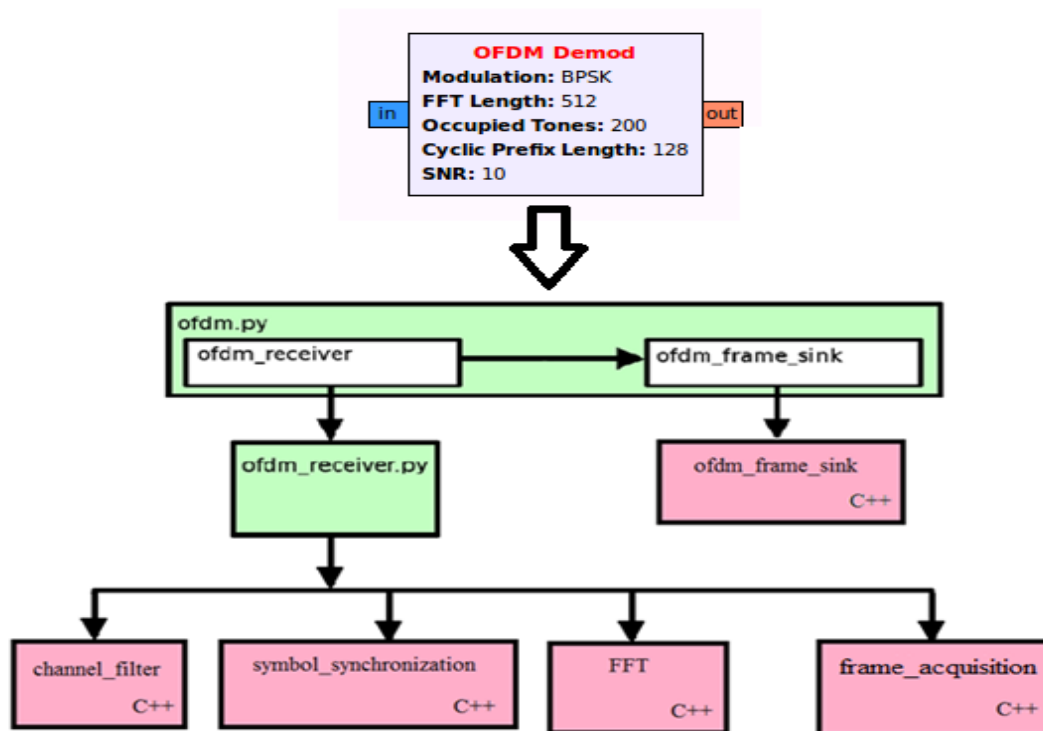 OFDM Demod
Modulation: BPSK
FFT Length: 512
Occupied Tones: 200
Cyclic Prefix Length: 128
SNR: 10
in
out
ofdm.py
ofdm_receiver
ofdm_frame_sink
ofdm_receiver.py
ofdm_frame_sink
C++
channel_filter
C++
symbol_synchronization
C++
FFT
C++
frame_acquisition
C++